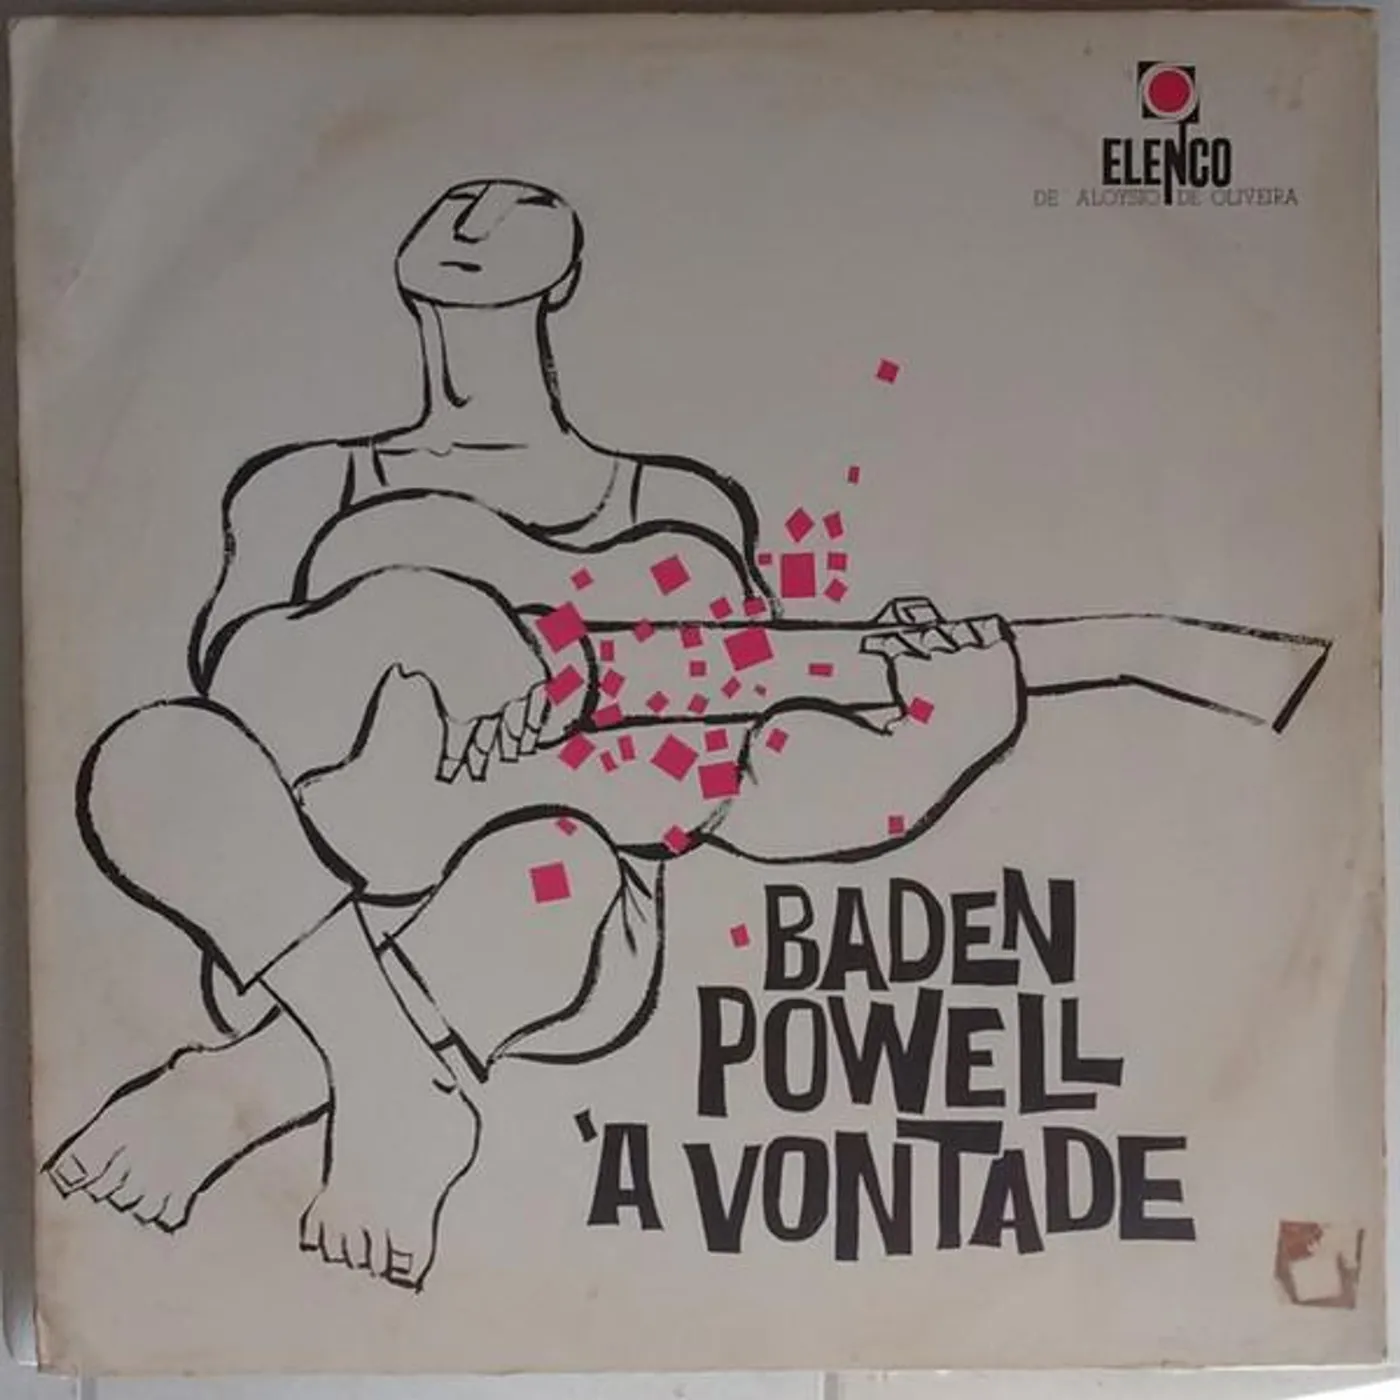 ELENCO
DE ALOYSIO DE OLIVEIRA
BADEN
POWELL
'A VONTADE